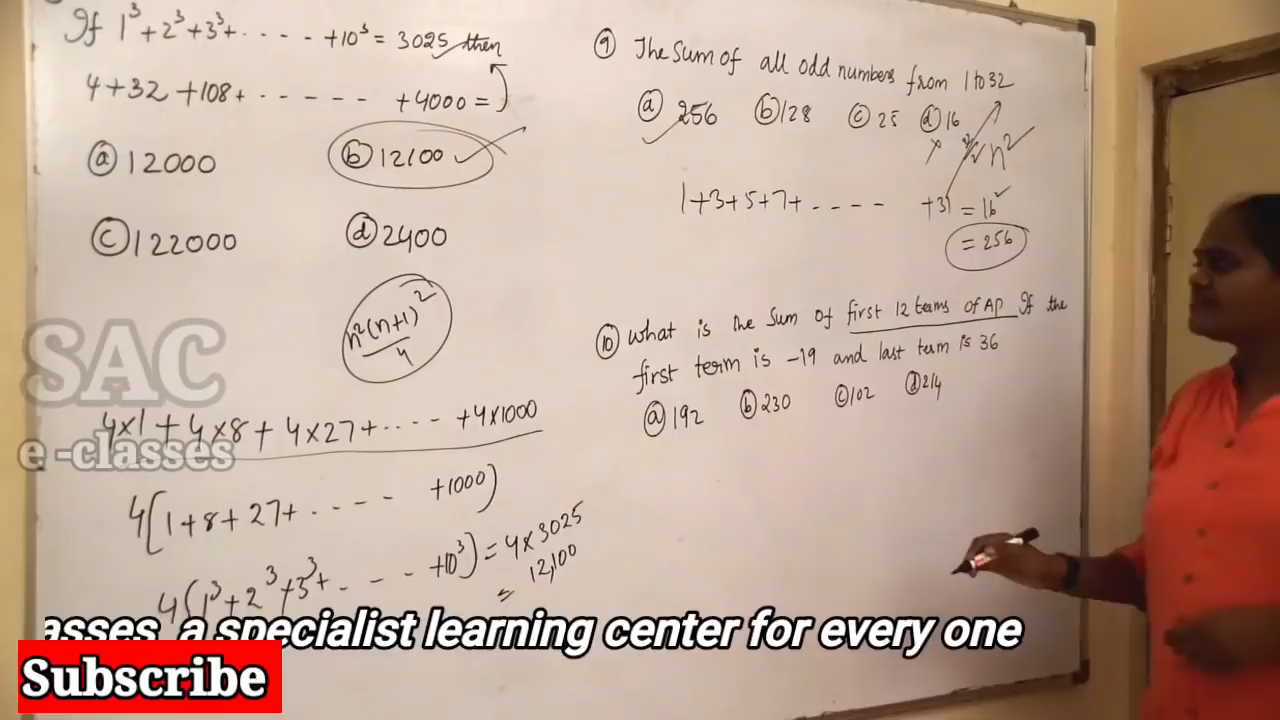 If 1³ + 2³ + 3³ + ..... + 10³ = 3025 then
4 + 32 + 108 + ...... + 4000 =
ⓐ 12000
ⓑ 12100
ⓒ 122000
ⓓ 2400
n²(n+1)²/4
4×1 + 4×8 + 4×27 + ..... + 4×1000
4(1 + 8 + 27 + ..... + 1000)
4(1³ + 2³ + 3³ + .... + 10³) = 4 × 3025
= 12,100
⑨ The Sum of all odd numbers from 1 to 32
ⓐ 256 ⓑ 128 ⓒ 25 ⓓ 16
n²
1 + 3 + 5 + 7 + ..... + 31 = 16²
= 256
⑩ What is the Sum of first 12 terms of AP If the
first term is -19 and last term is 36
ⓐ 192 ⓑ 230 ⓒ 102 ⓓ 214
SAC
e -classes
asses, a specialist learning center for every one
Subscribe